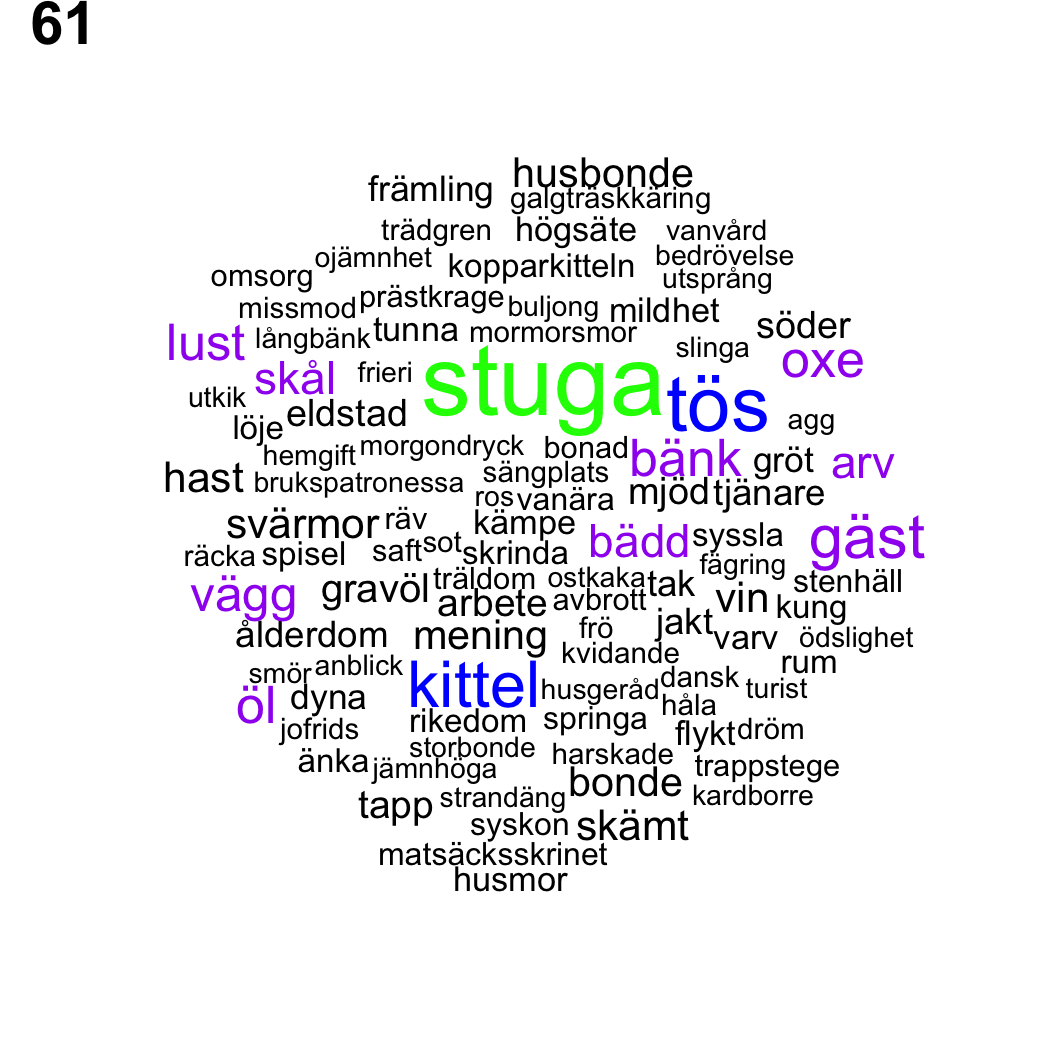 61
husbonde
främling
galgträskkäring
trädgren högsäte vanvård
ojämnhet kopparkitteln bedrövelse
omsorg utsprång
missmod prästkrage buljong mildhet
lust långbänk tunna mormorsmor söder
slinga oxe
skål frieri stuga tös
utkik löje eldstad agg
hemgift morgondryck bonad bänk gröt arv
hast brukspatronessa sängplats mjöd tjänare
ros vanära
svärmor räv kämpe bädd syssla gäst
räcka spisel saft sot skrinda fägring
vägg gravöl träldom ostkaka tak stenhäll
arbete avbrott vin kung
ålderdom mening frö jakt varv ödslighet
smör anblick kvidande rum
öl dyna kittel husgeråd dansk turist
jofrids rikedom springa håla
flykt dröm
änka storbonde harskade
jämnhöga bonde trappstege
tapp strandäng kardborre
syskon skämt
matsäcksskrinet
husmor